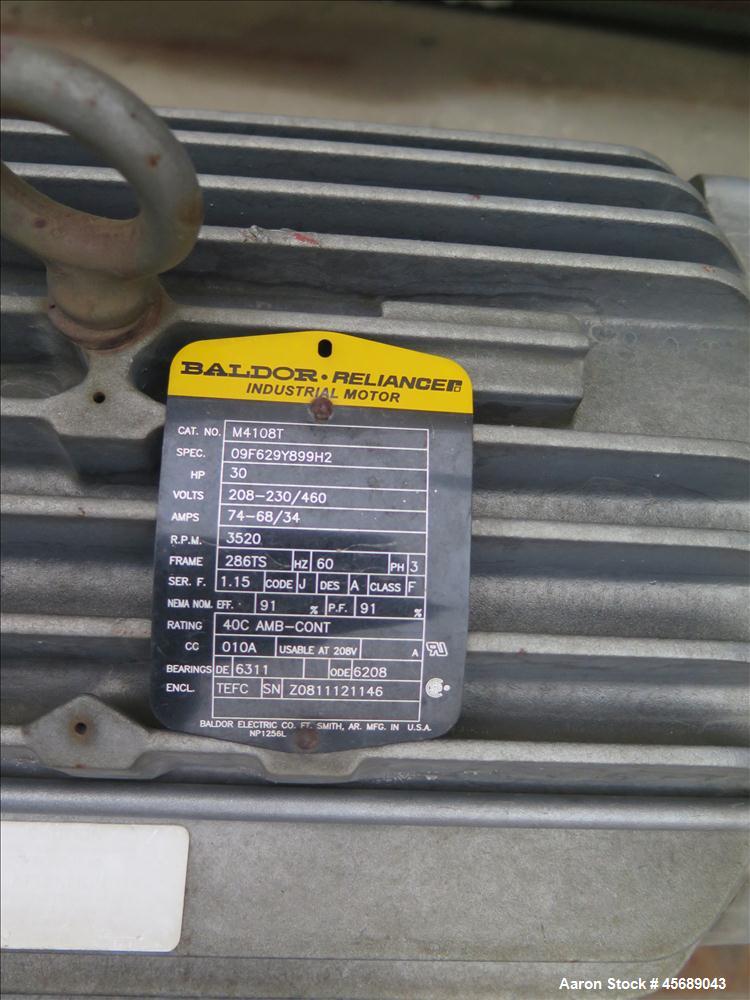 BALDOR • RELIANCER
INDUSTRIAL MOTOR
CAT. NO. M4108T
SPEC. 09F629Y899H2
HP 30
VOLTS 208-230/460
AMPS 74-68/34
R.P.M. 3520
FRAME 286TS HZ 60 PH 3
SER. F. 1.15 CODE J DES A CLASS F
NEMA NOM. EFF. 91 % P.F. 91 %
RATING 40C AMB-CONT
CC 010A USABLE AT 208V A
BEARINGS DE 6311 ODE 6208
ENCL. TEFC SN Z0811121146
BALDOR ELECTRIC CO. FT. SMITH, AR. MFG. IN U.S.A.
NP1256L
Aaron Stock # 45689043